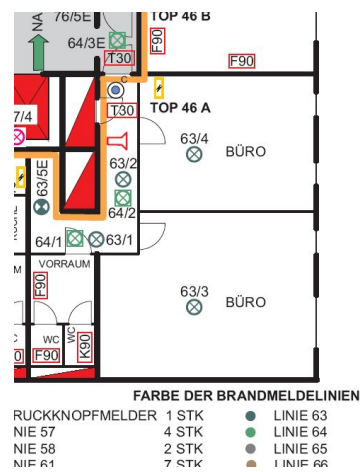 76/5E
TOP 46 B
NA
64/3E
F90
T30
F90
C
T30
TOP 46 A
7/4
63/4
BÜRO
63/2
63/5E
64/2
64/1
63/1
VORRAUM
F90
63/3
BÜRO
WC
WC
F90
K90
FARBE DER BRANDMELDELINIEN
RUCKKNOPFMELDER 1 STK LINIE 63
NIE 57 4 STK LINIE 64
NIE 58 2 STK LINIE 65
NIE 61 7 STK LINIE 66